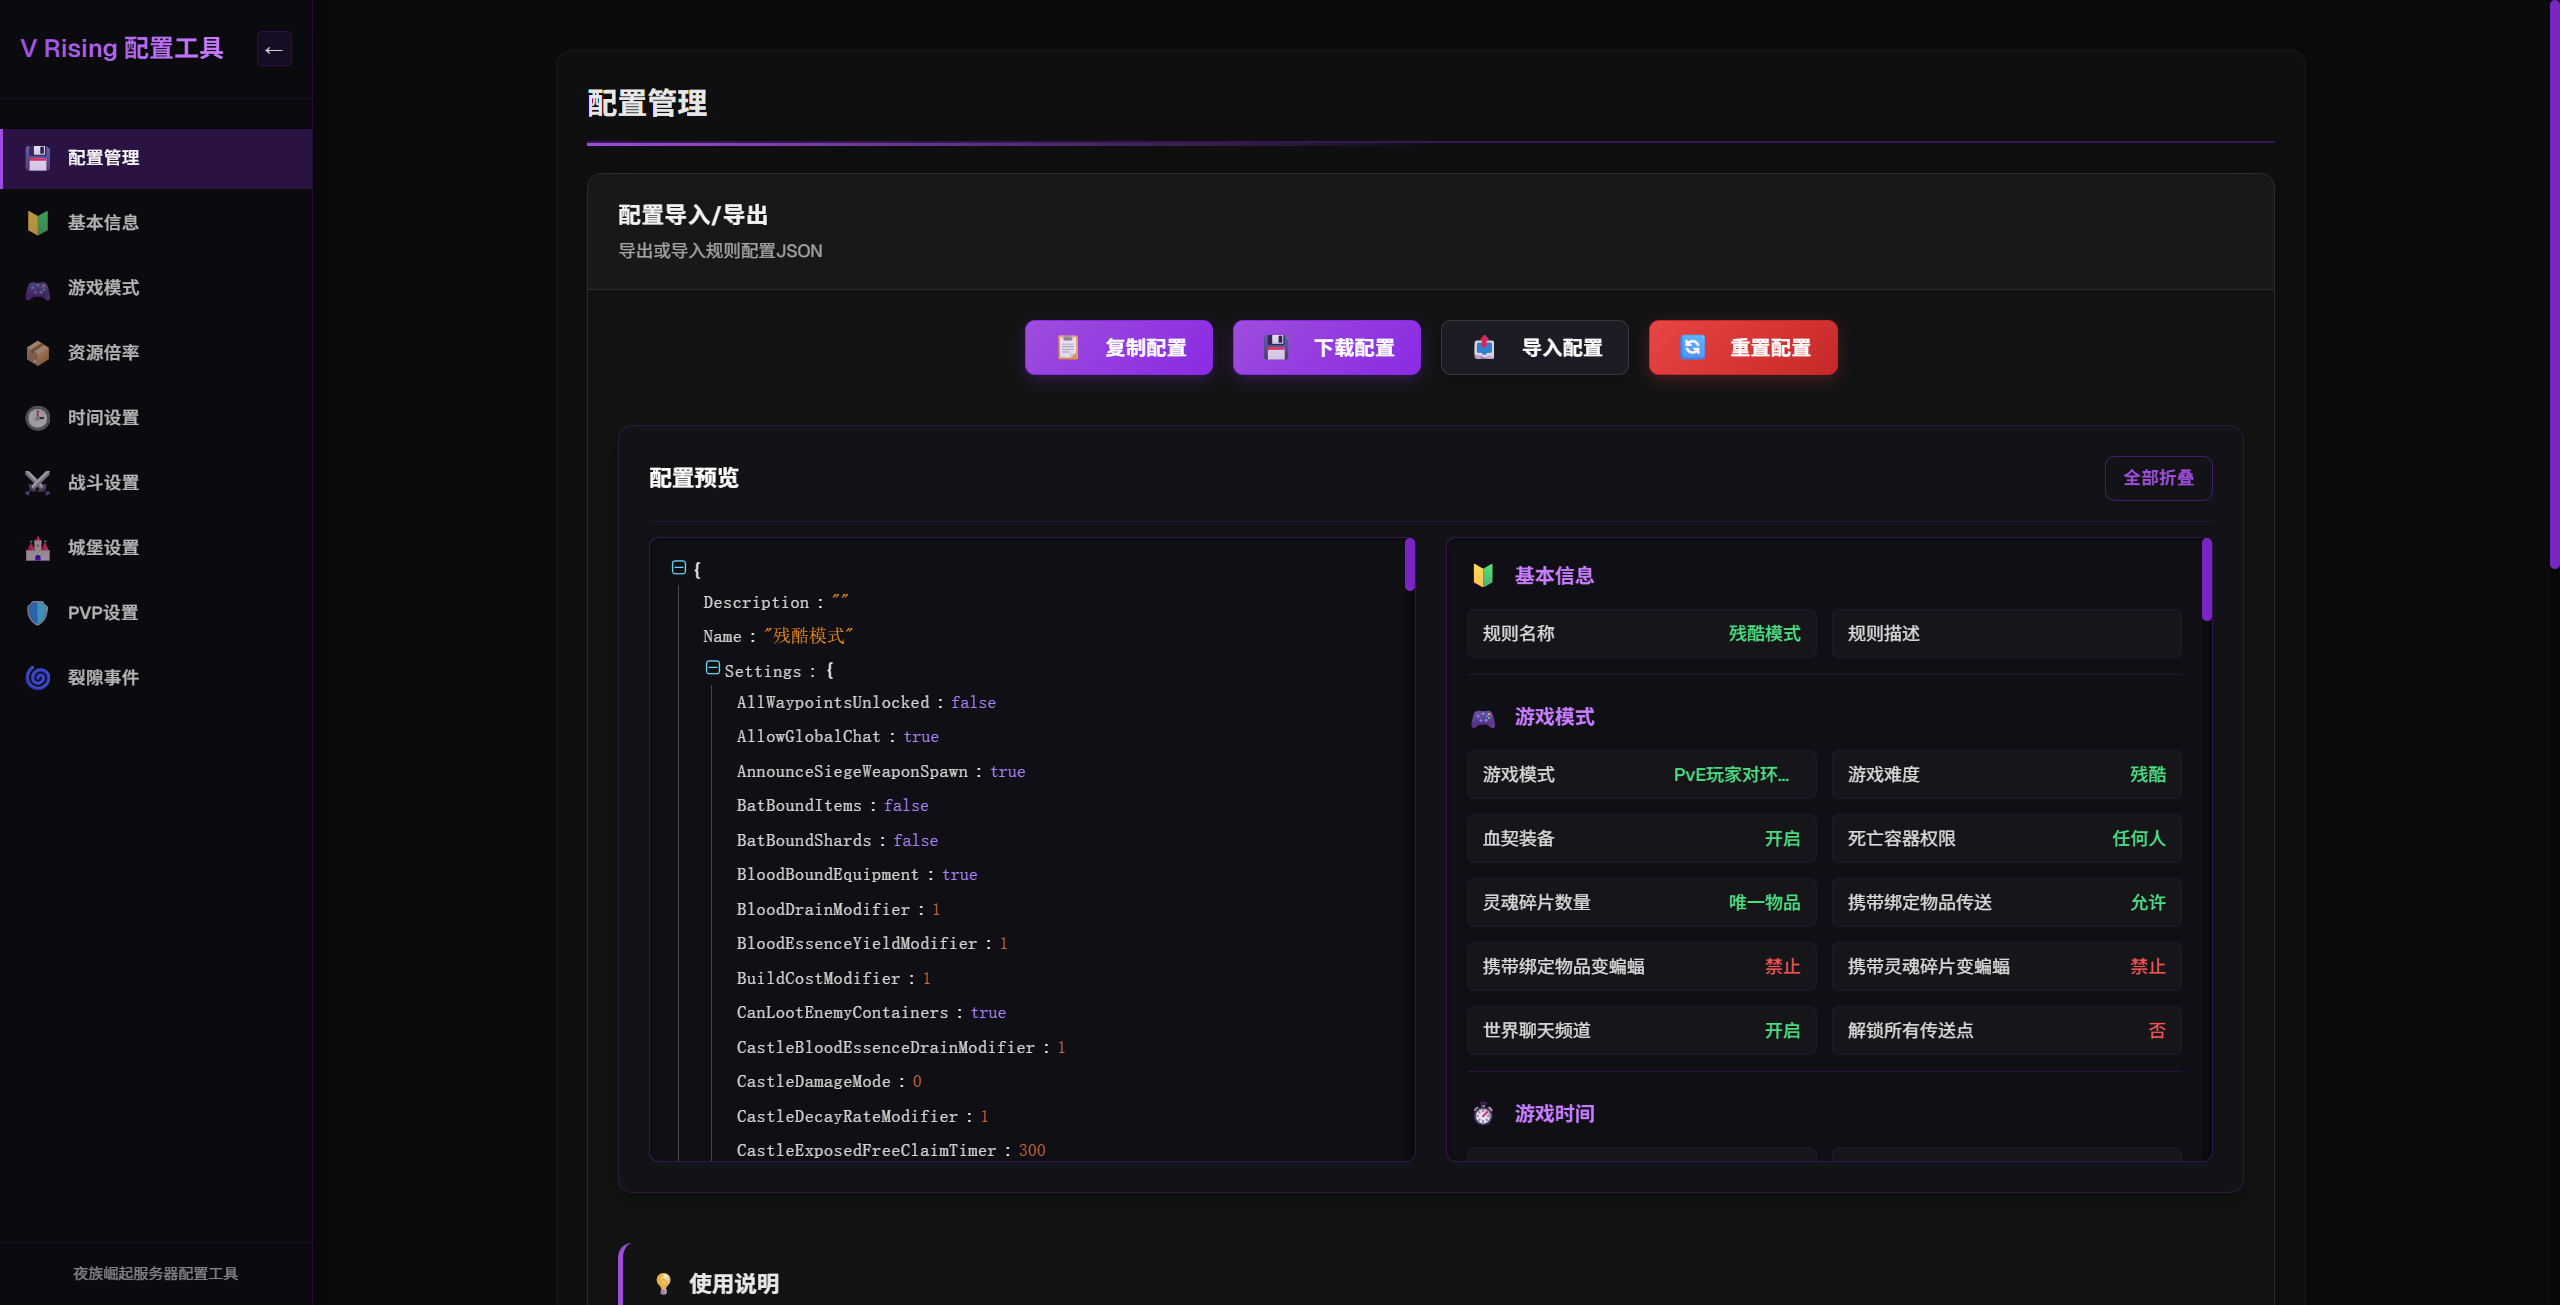 V Rising 配置工具
←
配置管理
基本信息
游戏模式
资源倍率
时间设置
战斗设置
城堡设置
PVP设置
裂隙事件
夜族崛起服务器配置工具
配置管理
配置导入/导出
导出或导入规则配置JSON
复制配置
下载配置
导入配置
重置配置
配置预览
全部折叠
{
Description : ""
Name : "残酷模式"
Settings : {
AllWaypointsUnlocked : false
AllowGlobalChat : true
AnnounceSiegeWeaponSpawn : true
BatBoundItems : false
BatBoundShards : false
BloodBoundEquipment : true
BloodDrainModifier : 1
BloodEssenceYieldModifier : 1
BuildCostModifier : 1
CanLootEnemyContainers : true
CastleBloodEssenceDrainModifier : 1
CastleDamageMode : 0
CastleDecayRateModifier : 1
CastleExposedFreeClaimTimer : 300
基本信息
规则名称 残酷模式
规则描述
游戏模式
游戏模式 PvE玩家对环...
游戏难度 残酷
血契装备 开启
死亡容器权限 任何人
灵魂碎片数量 唯一物品
携带绑定物品传送 允许
携带绑定物品变蝙蝠 禁止
携带灵魂碎片变蝙蝠 禁止
世界聊天频道 开启
解锁所有传送点 否
游戏时间
使用说明